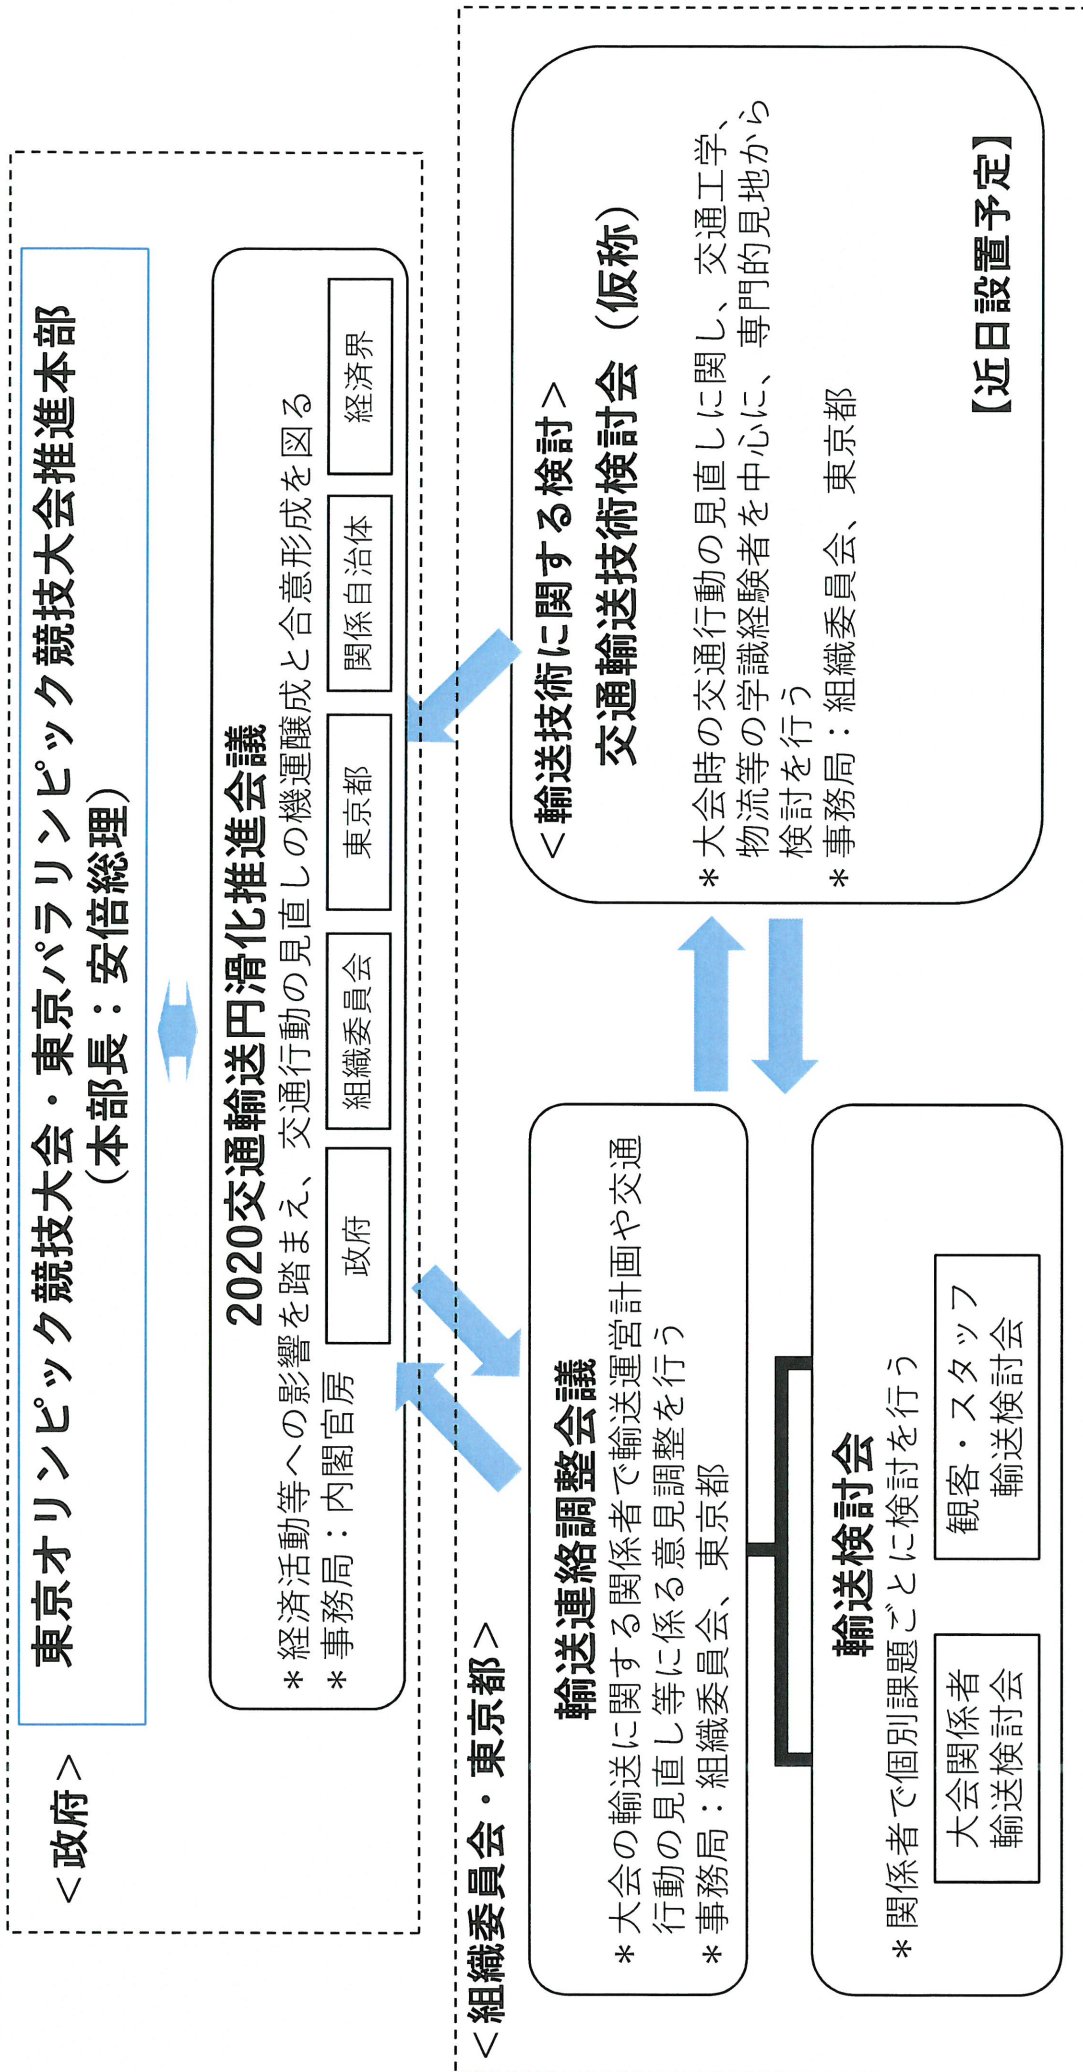 <政府>
東京オリンピック競技大会・東京パラリンピック競技大会推進本部
（本部長：安倍総理）
2020交通輸送円滑化推進会議
＊経済活動等への影響を踏まえ、交通行動の見直しの機運醸成と合意形成を図る
＊事務局：内閣官房
政府
組織委員会
東京都
関係自治体
経済界
<組織委員会・東京都>
輸送連絡調整会議
＊大会の輸送に関する関係者で輸送運営計画や交通
行動の見直し等に係る意見調整を行う
＊事務局：組織委員会、東京都
輸送検討会
＊関係者で個別課題ごとに検討を行う
大会関係者
輸送検討会
観客・スタッフ
輸送検討会
<輸送技術に関する検討>
交通輸送技術検討会（仮称）
＊大会時の交通行動の見直しに関し、交通工学、
物流等の学識経験者を中心に、専門的見地から
検討を行う
＊事務局：組織委員会、東京都
【近日設置予定】